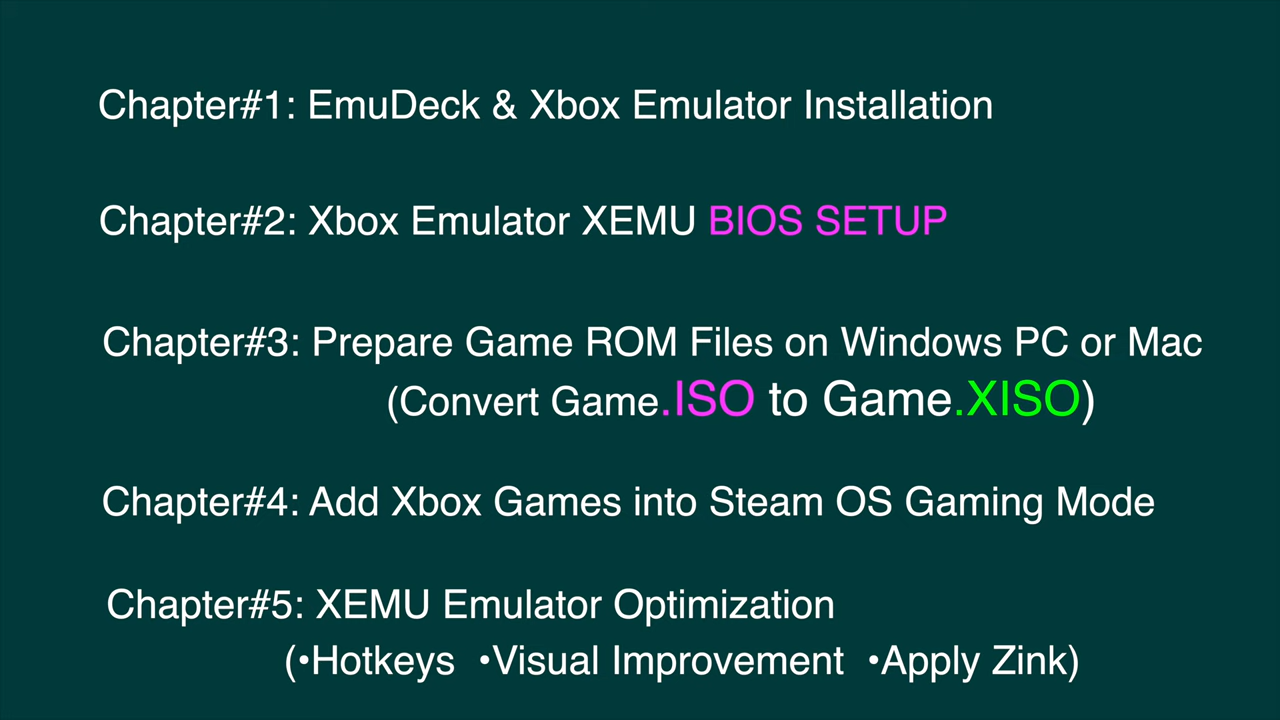 Chapter#1: EmuDeck & Xbox Emulator Installation
Chapter#2: Xbox Emulator XEMU BIOS SETUP
Chapter#3: Prepare Game ROM Files on Windows PC or Mac
(Convert Game.ISO to Game.XISO)
Chapter#4: Add Xbox Games into Steam OS Gaming Mode
Chapter#5: XEMU Emulator Optimization
(•Hotkeys •Visual Improvement •Apply Zink)